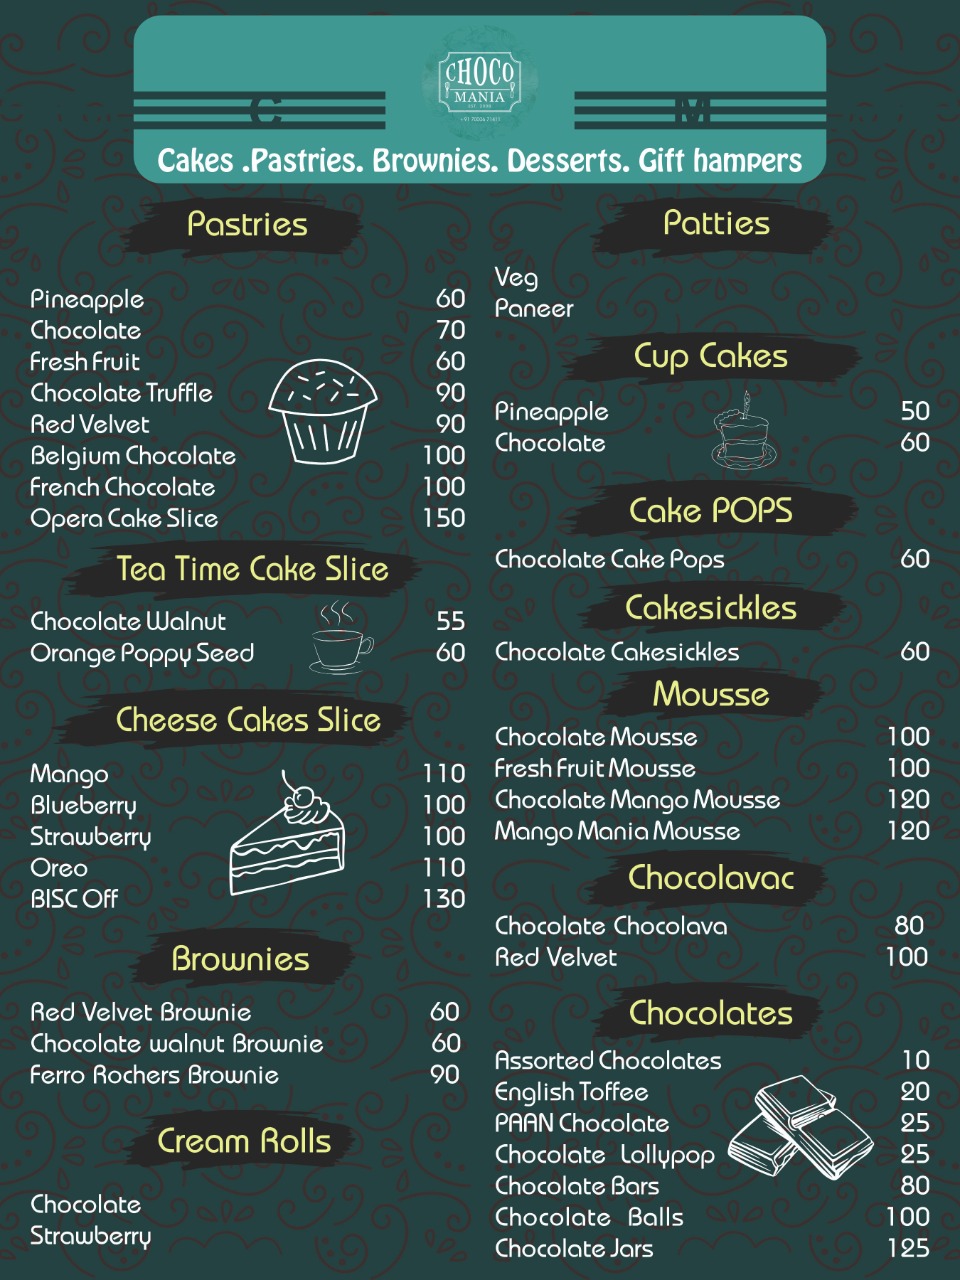 CHOCO
MANIA
C M
Cakes .Pastries. Brownies. Desserts. Gift hampers
Pastries
Pineapple 60
Chocolate 70
Fresh Fruit 60
Chocolate Truffle 90
Red Velvet 90
Belgium Chocolate 100
French Chocolate 100
Opera Cake Slice 150
Tea Time Cake Slice
Chocolate Walnut 55
Orange Poppy Seed 60
Cheese Cakes Slice
Mango 110
Blueberry 100
Strawberry 100
Oreo 110
BISC Off 130
Brownies
Red Velvet Brownie 60
Chocolate walnut Brownie 60
Ferro Rochers Brownie 90
Cream Rolls
Chocolate
Strawberry
Patties
Veg
Paneer
Cup Cakes
Pineapple 50
Chocolate 60
Cake POPS
Chocolate Cake Pops 60
Cakesickles
Chocolate Cakesickles 60
Mousse
Chocolate Mousse 100
Fresh Fruit Mousse 100
Chocolate Mango Mousse 120
Mango Mania Mousse 120
Chocolavac
Chocolate Chocolava 80
Red Velvet 100
Chocolates
Assorted Chocolates 10
English Toffee 20
PAAN Chocolate 25
Chocolate Lollypop 25
Chocolate Bars 80
Chocolate Balls 100
Chocolate Jars 125